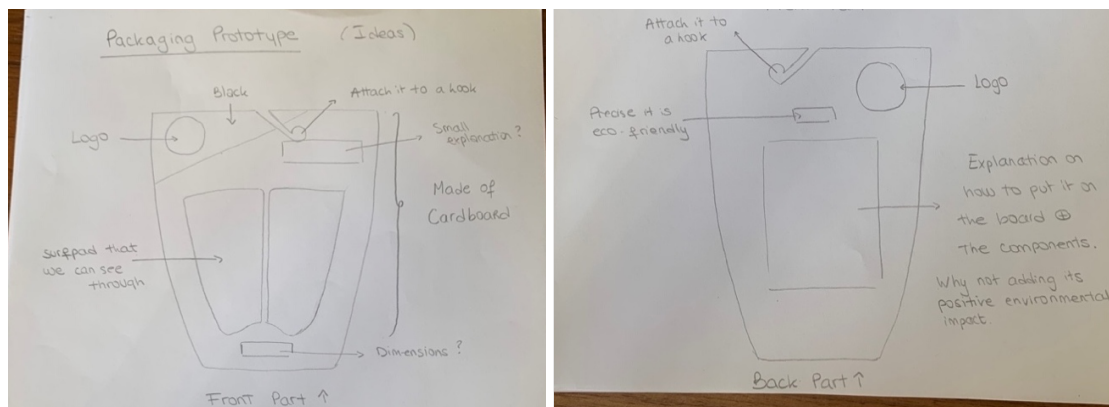 Packaging Prototype (Ideas)
Black
Attach it to a hook
Logo
Small
explanation?
Made of
Cardboard
surfpad that
we can see
through
Dimensions?
Front Part ↑
Attach it to
a hook
Logo
Precise it is
eco-friendly
Explanation on
how to put it on
the board ⊕
the components.
Why not adding its
positive environmental
impact.
Back Part ↑